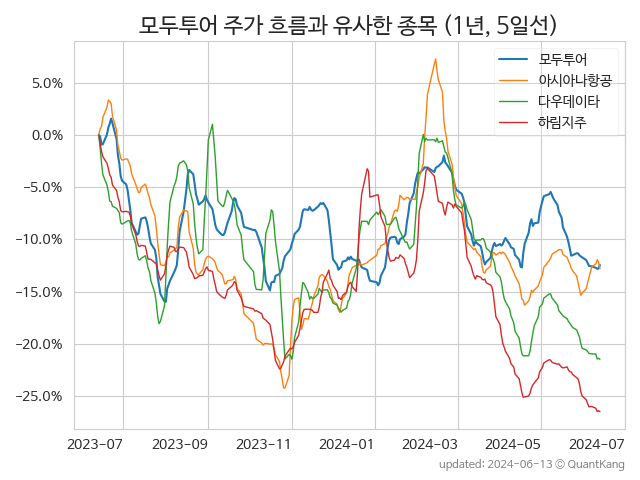 모두투어 주가 흐름과 유사한 종목 (1년, 5일선)
모두투어
아시아나항공
다우데이타
하림지주
5.0%
0.0%
−5.0%
−10.0%
−15.0%
−20.0%
−25.0%
2023-07 2023-09 2023-11 2024-01 2024-03 2024-05 2024-07
updated: 2024-06-13 ⓒ QuantKang